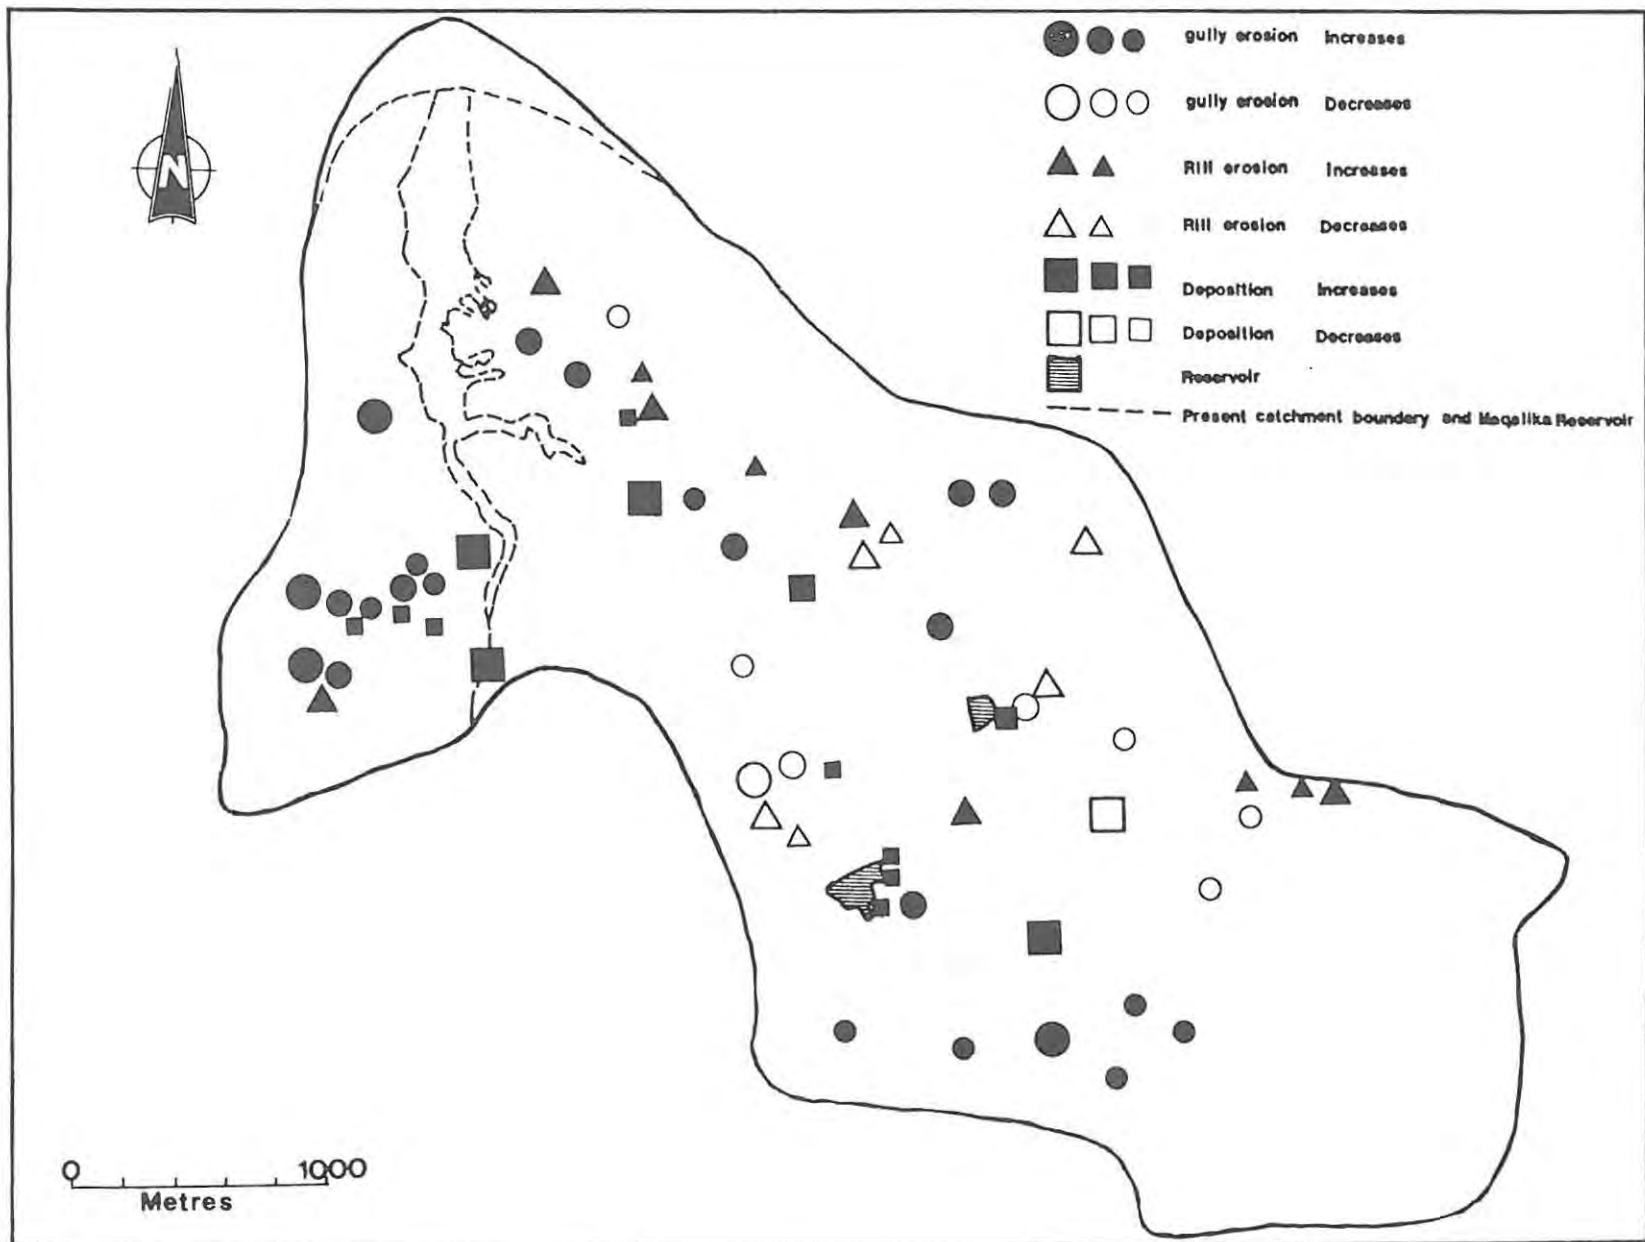 N
gully erosion Increases
gully erosion Decreases
Rill erosion Increases
Rill erosion Decreases
Deposition Increases
Deposition Decreases
Reservoir
Present catchment boundary and Maqalika Reservoir
0 1000
Metres